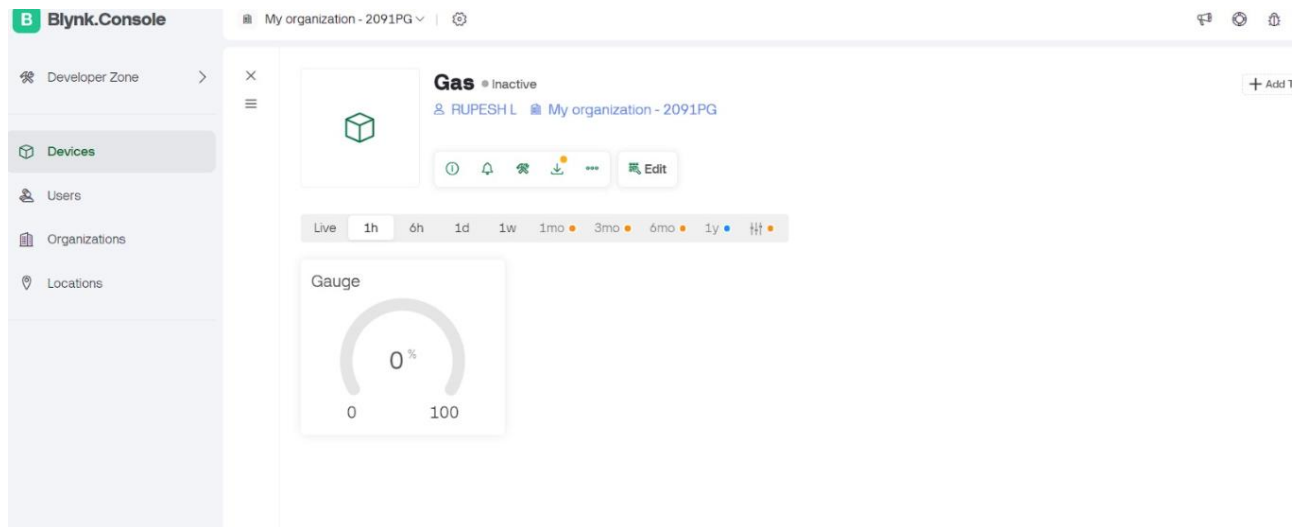 B Blynk.Console
My organization - 2091PG
Developer Zone
Devices
Users
Organizations
Locations
Gas Inactive
RUPESH L My organization - 2091PG
Edit
+ Add T
Live 1h 6h 1d 1w 1mo 3mo 6mo 1y
Gauge
0 %
0 100